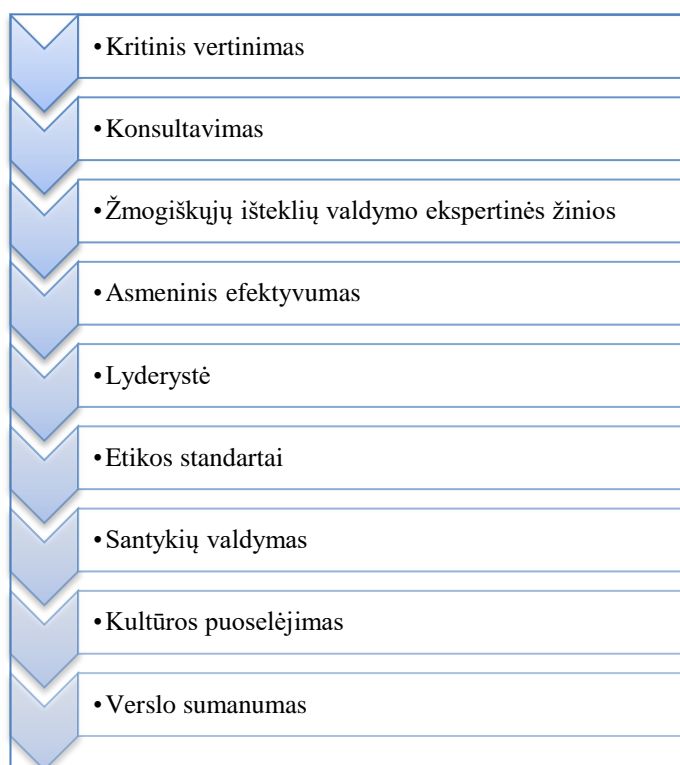 •Kritinis vertinimas
•Konsultavimas
•Žmogiškųjų išteklių valdymo ekspertinės žinios
•Asmeninis efektyvumas
•Lyderystė
•Etikos standartai
•Santykių valdymas
•Kultūros puoselėjimas
•Verslo sumanumas